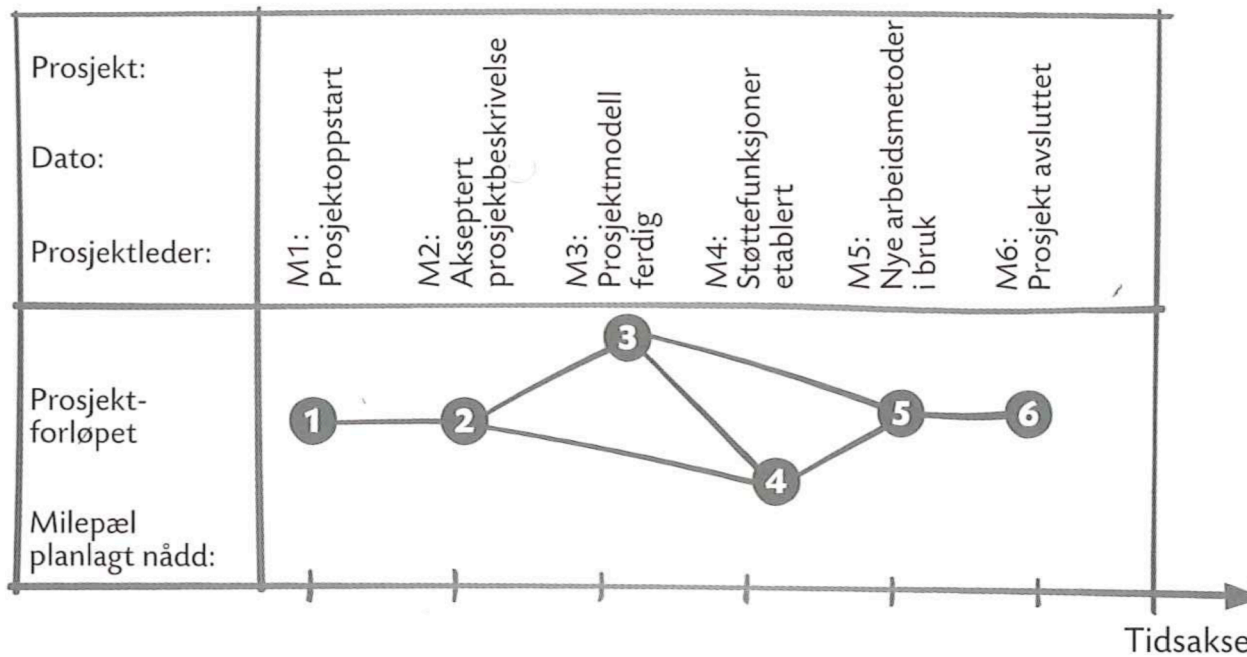 Prosjekt:
Dato:
Prosjektleder:
M1:
Prosjektoppstart
M2:
Akseptert
prosjektbeskrivelse
M3:
Prosjektmodell
ferdig
M4:
Støttefunksjoner
etablert
M5:
Nye arbeidsmetoder
i bruk
M6:
Prosjekt avsluttet
Prosjekt-
forløpet
1
2
3
4
5
6
Milepæl
planlagt nådd:
Tidsakse